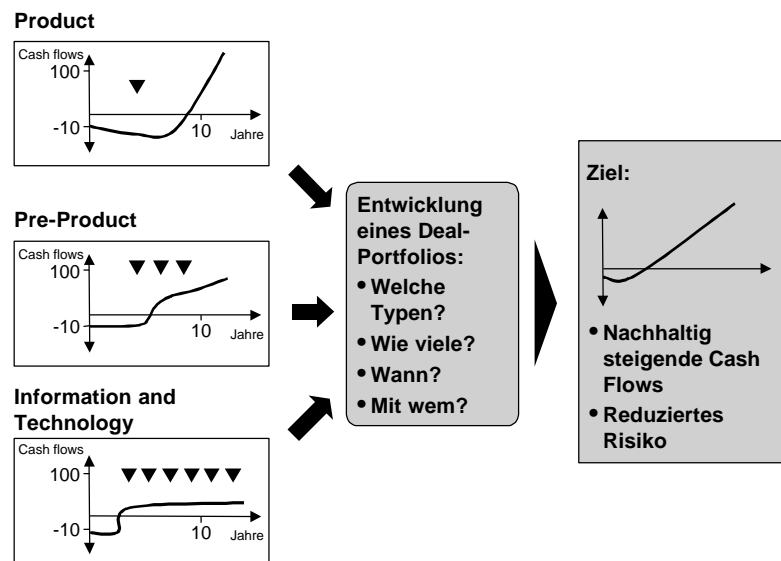 Product
Cash flows
100
-10
10
Jahre
Pre-Product
Cash flows
100
-10
10
Jahre
Information and
Technology
Cash flows
100
-10
10
Jahre
Entwicklung
eines Deal-
Portfolios:
• Welche
Typen?
• Wie viele?
• Wann?
• Mit wem?
Ziel:
• Nachhaltig
steigende Cash
Flows
• Reduziertes
Risiko